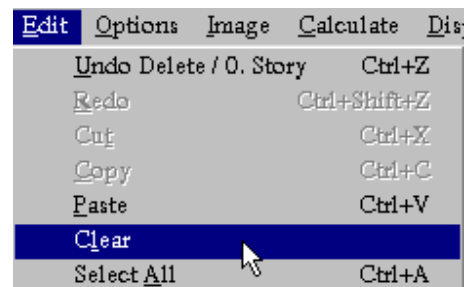 Edit Options Image Calculate Dis
Undo Delete / 0. Story Ctrl+Z
Redo Ctrl+Shift+Z
Cut Ctrl+X
Copy Ctrl+C
Paste Ctrl+V
Clear
Select All Ctrl+A